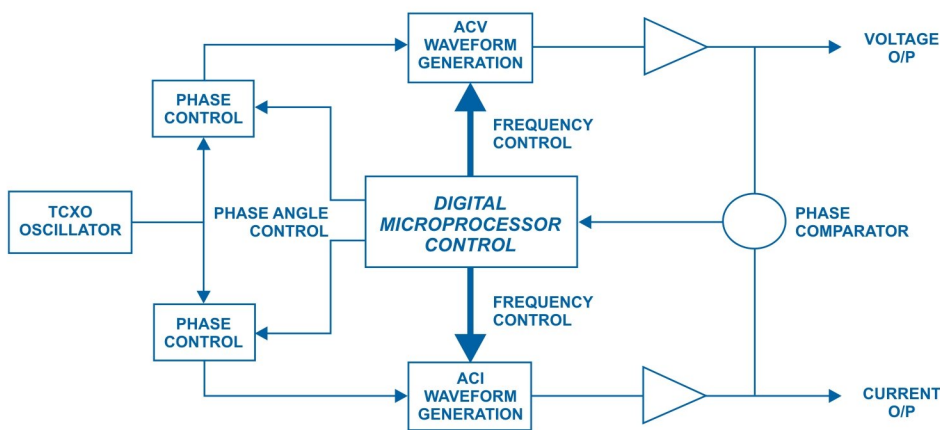 ACV
WAVEFORM
GENERATION
VOLTAGE
O/P
PHASE
CONTROL
FREQUENCY
CONTROL
TCXO
OSCILLATOR
PHASE ANGLE
CONTROL
DIGITAL
MICROPROCESSOR
CONTROL
PHASE
COMPARATOR
PHASE
CONTROL
FREQUENCY
CONTROL
ACI
WAVEFORM
GENERATION
CURRENT
O/P